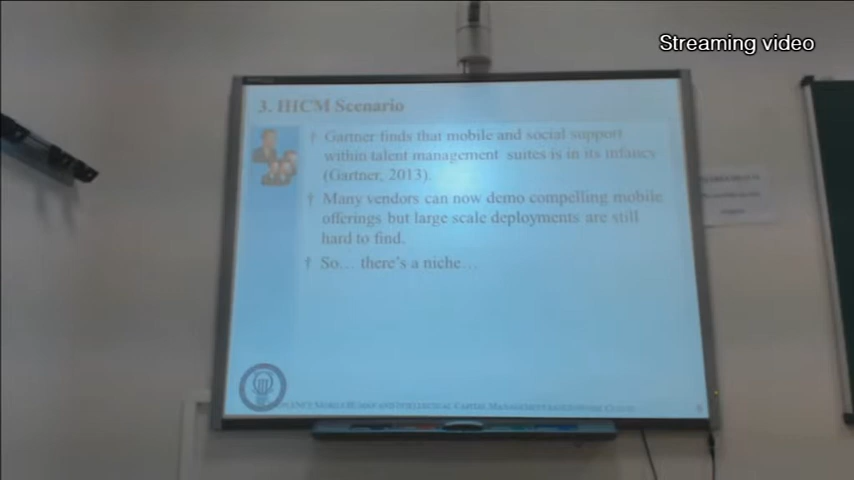 Streaming video
3. HICM Scenario
† Gartner finds that mobile and social support
within talent management suites is in its infancy
(Gartner, 2013).
† Many vendors can now demo compelling mobile
offerings but large scale deployments are still
hard to find.
† So… there's a niche…